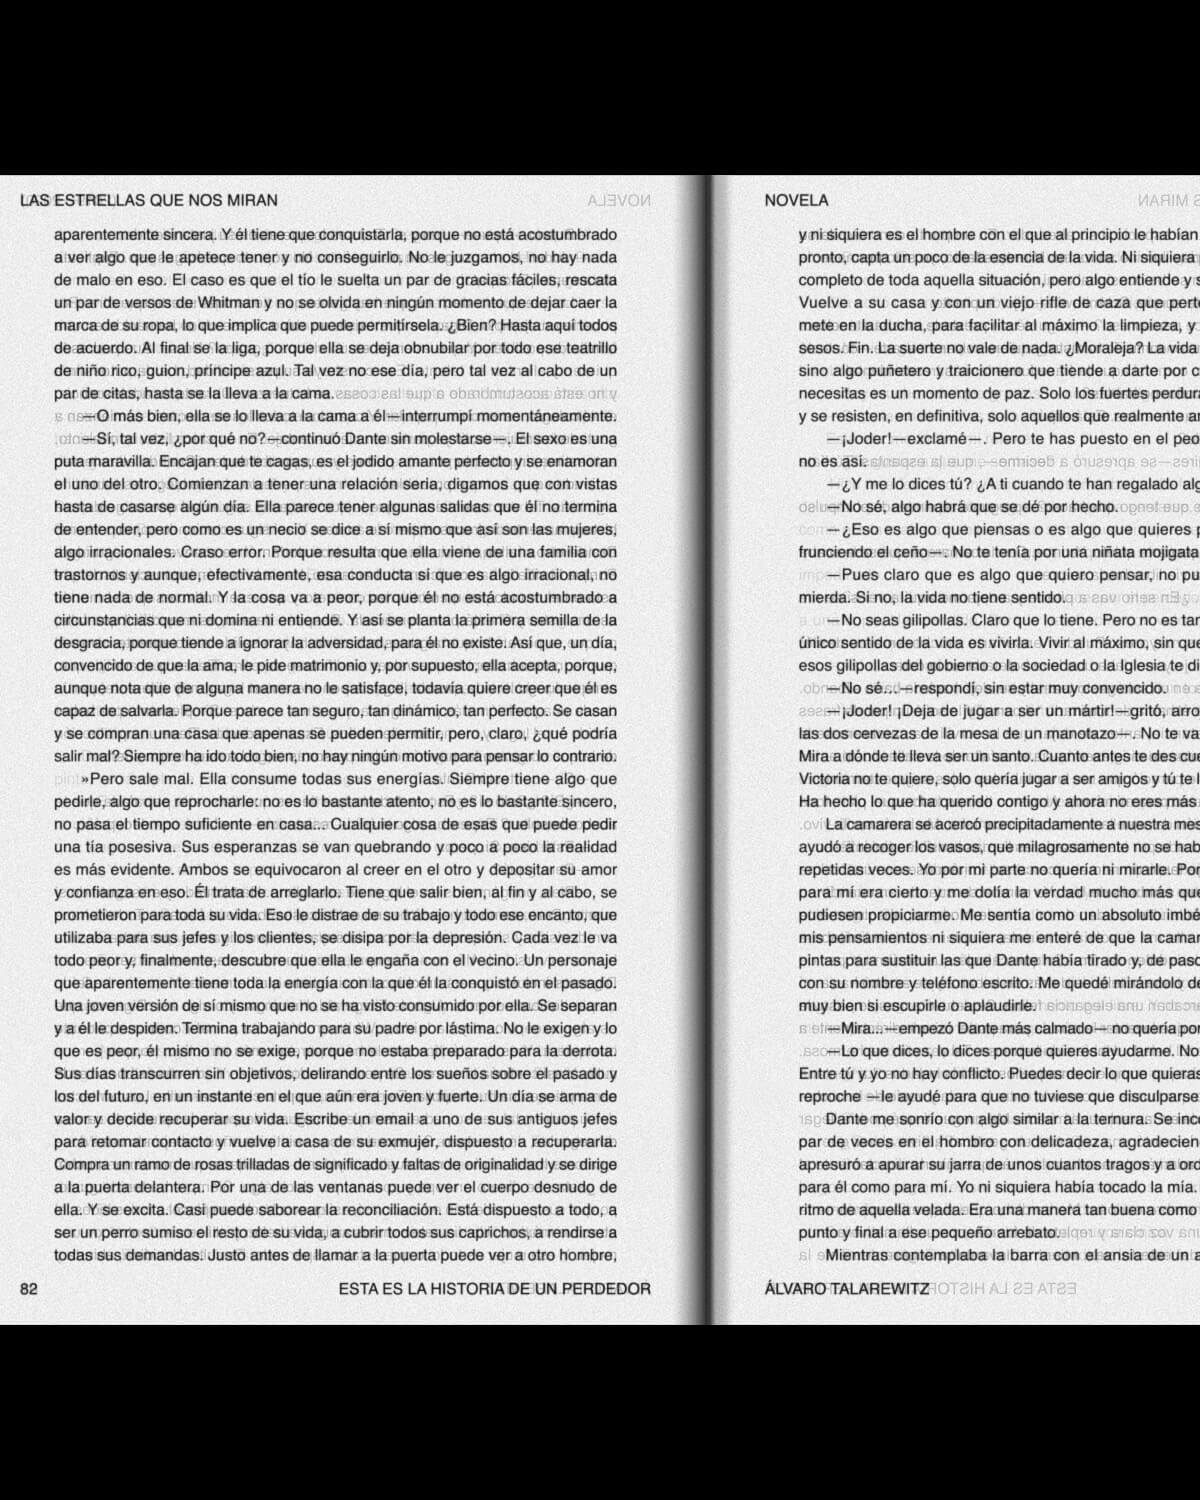 LAS ESTRELLAS QUE NOS MIRAN
aparentemente sincera. Y él tiene que conquistarla, porque no está acostumbrado
a ver algo que le apetece tener y no conseguirlo. No le juzgamos, no hay nada
de malo en eso. El caso es que el tío le suelta un par de gracias fáciles, rescata
un par de versos de Whitman y no se olvida en ningún momento de dejar caer la
marca de su ropa, lo que implica que puede permitírsela. ¿Bien? Hasta aquí todos
de acuerdo. Al final se la liga, porque ella se deja obnubilar por todo ese teatrillo
de niño rico, guion, príncipe azul. Tal vez no ese día, pero tal vez al cabo de un
par de citas, hasta se la lleva a la cama.
—O más bien, ella se lo lleva a la cama a él —interrumpí momentáneamente.
—Sí, tal vez, ¿por qué no? —continuó Dante sin molestarse—. El sexo es una
puta maravilla. Encajan que te cagas, es el jodido amante perfecto y se enamoran
el uno del otro. Comienzan a tener una relación seria, digamos que con vistas
hasta de casarse algún día. Ella parece tener algunas salidas que él no termina
de entender, pero como es un necio se dice a sí mismo que así son las mujeres,
algo irracionales. Craso error. Porque resulta que ella viene de una familia con
trastornos y aunque, efectivamente, esa conducta sí que es algo irracional, no
tiene nada de normal. Y la cosa va a peor, porque él no está acostumbrado a
circunstancias que ni domina ni entiende. Y así se planta la primera semilla de la
desgracia, porque tiende a ignorar la adversidad, para él no existe. Así que, un día,
convencido de que la ama, le pide matrimonio y, por supuesto, ella acepta, porque,
aunque nota que de alguna manera no le satisface, todavía quiere creer que él es
capaz de salvarla. Porque parece tan seguro, tan dinámico, tan perfecto. Se casan
y se compran una casa que apenas se pueden permitir, pero, claro, ¿qué podría
salir mal? Siempre ha ido todo bien, no hay ningún motivo para pensar lo contrario.
»Pero sale mal. Ella consume todas sus energías. Siempre tiene algo que
pedirle, algo que reprocharle: no es lo bastante atento, no es lo bastante sincero,
no pasa el tiempo suficiente en casa... Cualquier cosa de esas que puede pedir
una tía posesiva. Sus esperanzas se van quebrando y poco a poco la realidad
es más evidente. Ambos se equivocaron al creer en el otro y depositar su amor
y confianza en eso. Él trata de arreglarlo. Tiene que salir bien, al fin y al cabo, se
prometieron para toda su vida. Eso le distrae de su trabajo y todo ese encanto, que
utilizaba para sus jefes y los clientes, se disipa por la depresión. Cada vez le va
todo peor y, finalmente, descubre que ella le engaña con el vecino. Un personaje
que aparentemente tiene toda la energía con la que él la conquistó en el pasado.
Una joven versión de sí mismo que no se ha visto consumido por ella. Se separan
y a él le despiden. Termina trabajando para su padre por lástima. No le exigen y lo
que es peor, él mismo no se exige, porque no estaba preparado para la derrota.
Sus días transcurren sin objetivos, delirando entre los sueños sobre el pasado y
los del futuro, en un instante en el que aún era joven y fuerte. Un día se arma de
valor y decide recuperar su vida. Escribe un email a uno de sus antiguos jefes
para retomar contacto y vuelve a casa de su exmujer, dispuesto a recuperarla.
Compra un ramo de rosas trilladas de significado y faltas de originalidad y se dirige
a la puerta delantera. Por una de las ventanas puede ver el cuerpo desnudo de
ella. Y se excita. Casi puede saborear la reconciliación. Está dispuesto a todo, a
ser un perro sumiso el resto de su vida, a cubrir todos sus caprichos, a rendirse a
todas sus demandas. Justo antes de llamar a la puerta puede ver a otro hombre,
82
ESTA ES LA HISTORIA DE UN PERDEDOR
NOVELA
y ni siquiera es el hombre con el que al principio le habían
pronto, capta un poco de la esencia de la vida. Ni siquiera
completo de toda aquella situación, pero algo entiende y
Vuelve a su casa y con un viejo rifle de caza que
mete en la ducha, para facilitar al máximo la limpieza, y
sesos. Fin. La suerte no vale de nada. ¿Moraleja? La vida
sino algo puñetero y traicionero que tiende a darte por
necesitas es un momento de paz. Solo los fuertes
y se resisten, en definitiva, solo aquellos que realmente
—¡Joder! —exclamé—. Pero te has puesto en el
no es así.
—¿Y me lo dices tú? ¿A ti cuando te han regalado
—No sé, algo habrá que se dé por hecho.
—¿Eso es algo que piensas o es algo que quieres
frunciendo el ceño—. No te tenía por una niñata mojigata
—Pues claro que es algo que quiero pensar, no
mierda. Si no, la vida no tiene sentido.
—No seas gilipollas. Claro que lo tiene. Pero no es
único sentido de la vida es vivirla. Vivir al máximo, sin que
esos gilipollas del gobierno o la sociedad o la Iglesia te
—No sé... —respondí, sin estar muy convencido.
—¡Joder! ¡Deja de jugar a ser un mártir! —gritó,
las dos cervezas de la mesa de un manotazo—. No te
Mira a dónde te lleva ser un santo. Cuanto antes te des
Victoria no te quiere, solo quería jugar a ser amigos y tú te
Ha hecho lo que ha querido contigo y ahora no eres más
La camarera se acercó precipitadamente a nuestra
ayudó a recoger los vasos, que milagrosamente no se
repetidas veces. Yo por mi parte no quería ni mirarle.
para mí era cierto y me dolía la verdad mucho más que
pudiesen propiciarme. Me sentía como un absoluto
mis pensamientos ni siquiera me enteré de que la
pintas para sustituir las que Dante había tirado y, de
con su nombre y teléfono escrito. Me quedé mirándolo
muy bien si escupirle o aplaudirle.
—Mira... —empezó Dante más calmado— no quería
—Lo que dices, lo dices porque quieres ayudarme. No
Entre tú y yo no hay conflicto. Puedes decir lo que quieras
reproche —le ayudé para que no tuviese que disculparse
Dante me sonrío con algo similar a la ternura. Se
par de veces en el hombro con delicadeza,
apresuró a apurar su jarra de unos cuantos tragos y a
para él como para mí. Yo ni siquiera había tocado la mía.
ritmo de aquella velada. Era una manera tan buena como
punto y final a ese pequeño arrebato.
Mientras contemplaba la barra con el ansia de un
ÁLVARO TALAREWITZ